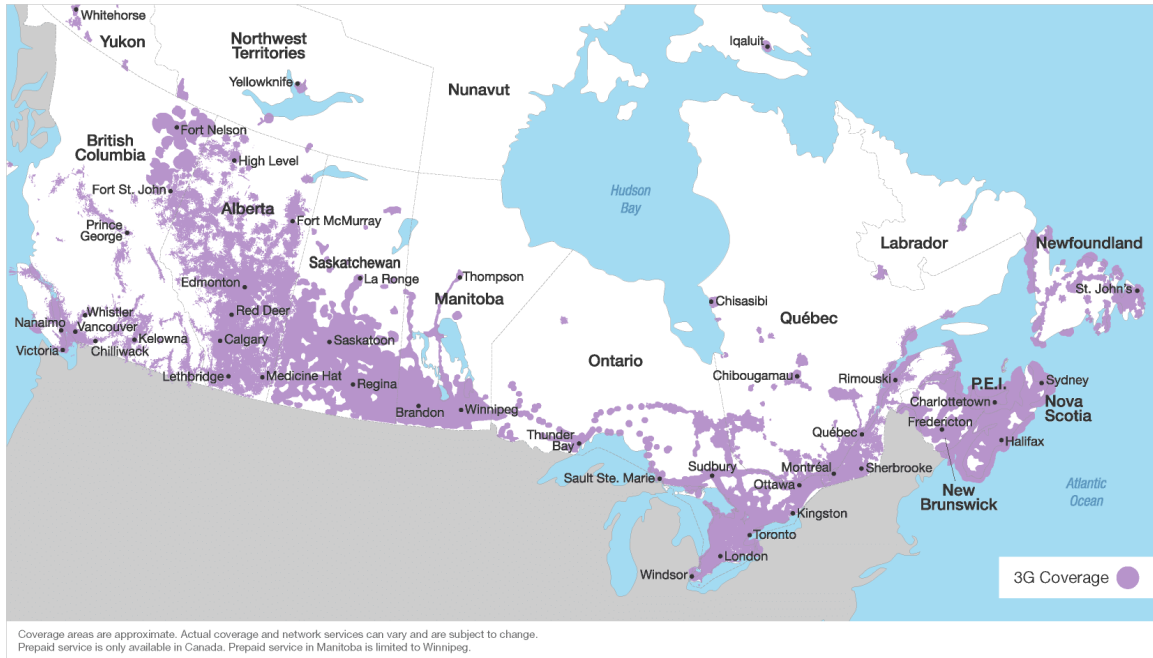 Whitehorse
Yukon
Northwest
Territories
Yellowknife
Nunavut
Iqaluit
British
Columbia
Fort Nelson
High Level
Fort St. John
Alberta
Fort McMurray
Prince
George
Hudson
Bay
Labrador
Newfoundland
St. John's
Saskatchewan
La Ronge
Edmonton
Thompson
Manitoba
Chisasibi
Québec
Whistler
Nanaimo
Vancouver
Victoria
Chilliwack
Kelowna
Red Deer
Calgary
Saskatoon
Lethbridge
Medicine Hat
Regina
Brandon
Winnipeg
Ontario
Chibougamau
Rimouski
P.E.I.
Sydney
Charlottetown
Nova
Scotia
Fredericton
Halifax
Thunder
Bay
Québec
Sault Ste. Marie
Sudbury
Montréal
Sherbrooke
Ottawa
New
Brunswick
Atlantic
Ocean
Kingston
Toronto
London
Windsor
3G Coverage
Coverage areas are approximate. Actual coverage and network services can vary and are subject to change.
Prepaid service is only available in Canada. Prepaid service in Manitoba is limited to Winnipeg.